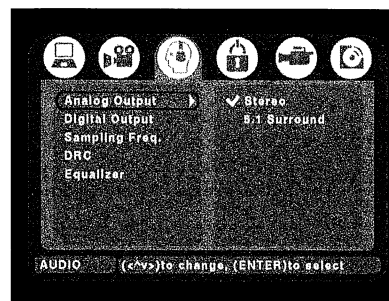 Analog Output
Digital Output
Sampling Freq.
DRC
Equalizer
Stereo
5.1 Surround
AUDIO (<^v>)to change, (ENTER)to select